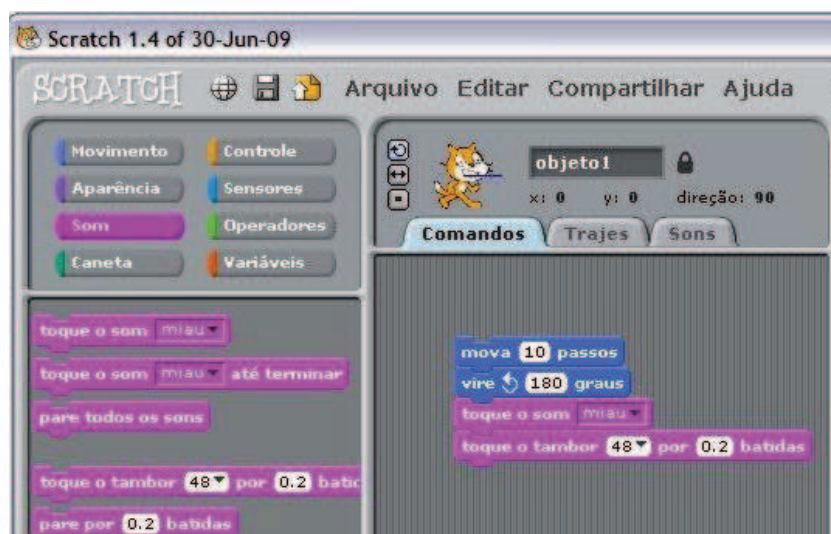 Scratch 1.4 of 30-Jun-09
SCRATCH Arquivo Editar Compartilhar Ajuda
Movimento Controle
Aparência Sensores
Som Operadores
Caneta Variáveis
objeto1
x: 0 y: 0 direção: 90
Comandos Trajes Sons
toque o som miau
toque o som miau até terminar
pare todos os sons
toque o tambor 48 por 0.2 batic
pare por 0.2 batidas
mova 10 passos
vire 180 graus
toque o som miau
toque o tambor 48 por 0.2 batidas